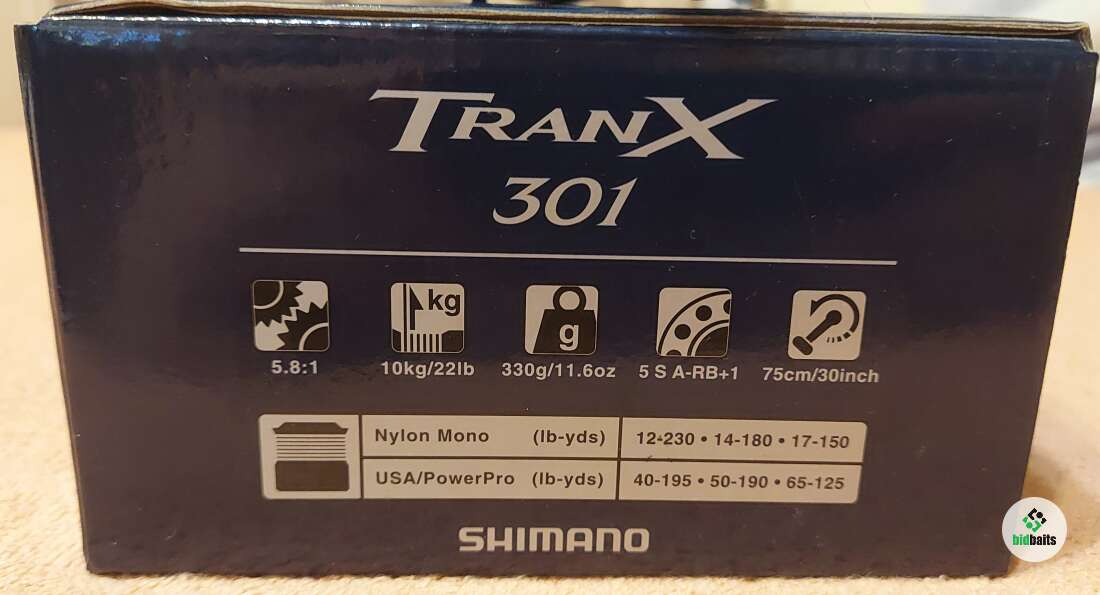 TRANX
301
kg
g
5.8:1
10kg/22lb
330g/11.6oz
5 S A-RB+1
75cm/30inch
Nylon Mono (lb-yds) 12-230 • 14-180 • 17-150
USA/PowerPro (lb-yds) 40-195 • 50-190 • 65-125
SHIMANO
bidbaits